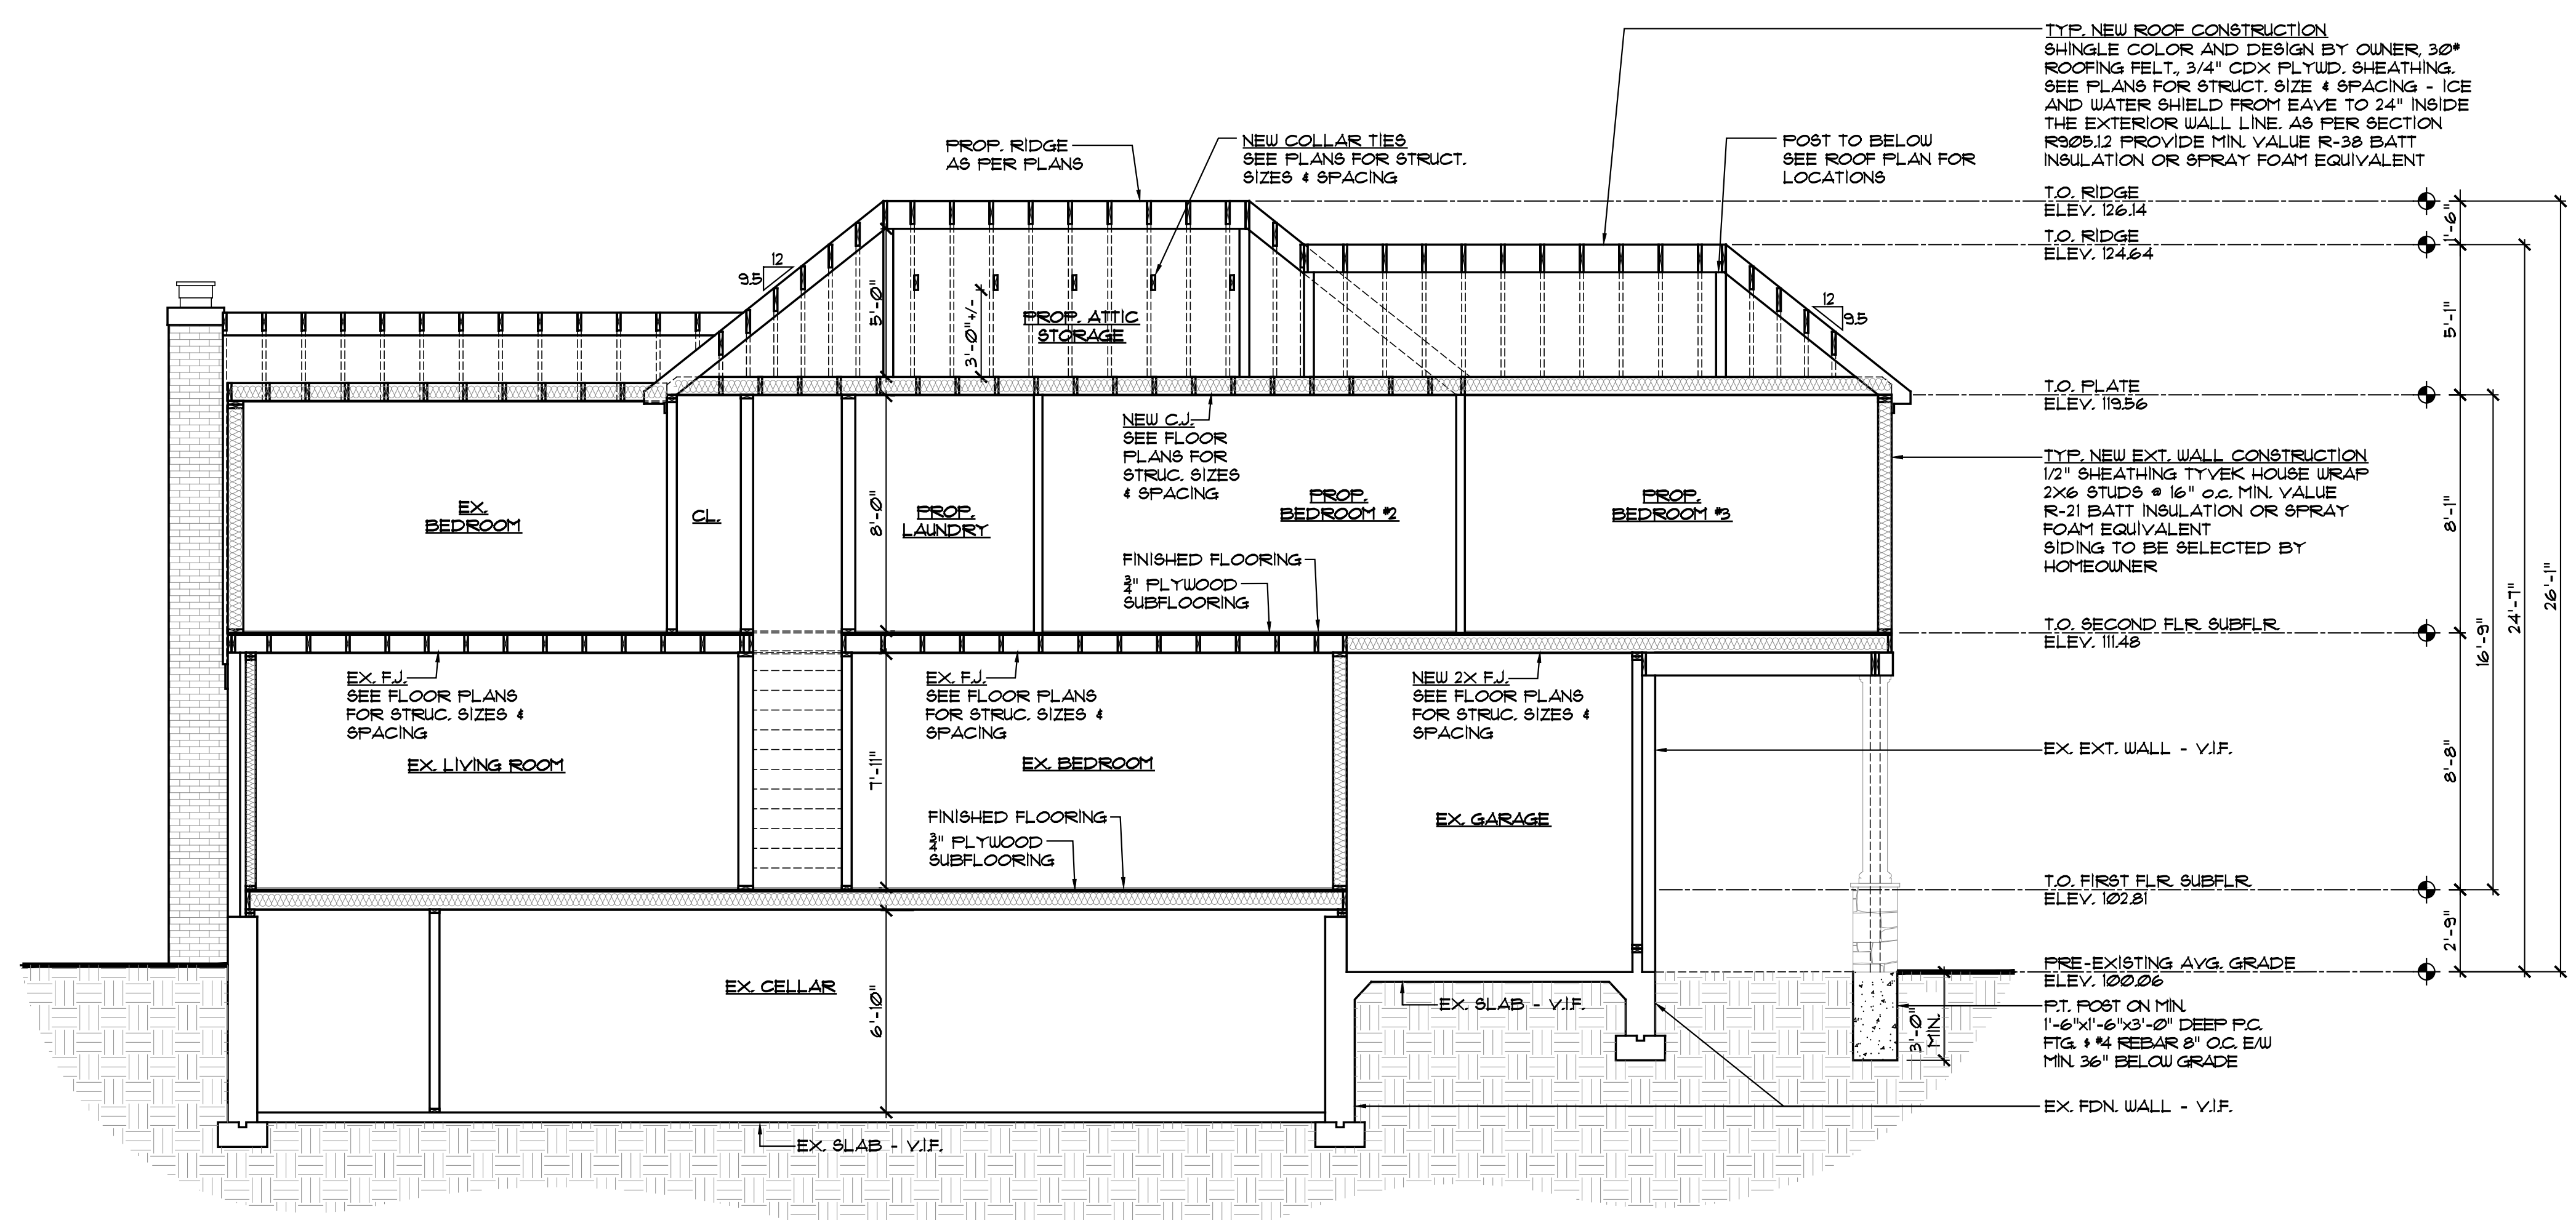 TYP. NEW ROOF CONSTRUCTION
SHINGLE COLOR AND DESIGN BY OWNER, 30#
ROOFING FELT., 3/4" CDX PLYWD. SHEATHING.
SEE PLANS FOR STRUCT. SIZE & SPACING - ICE
AND WATER SHIELD FROM EAVE TO 24" INSIDE
THE EXTERIOR WALL LINE. AS PER SECTION
R905.1.2 PROVIDE MIN. VALUE R-38 BATT
INSULATION OR SPRAY FOAM EQUIVALENT
PROP. RIDGE
AS PER PLANS
NEW COLLAR TIES
SEE PLANS FOR STRUCT.
SIZES & SPACING
POST TO BELOW
SEE ROOF PLAN FOR
LOCATIONS
T.O. RIDGE
ELEV. 126.14
T.O. RIDGE
ELEV. 124.64
1'-6"
12
9.5
12
9.5
5'-0"
3'-0"+/-
PROP. ATTIC
STORAGE
5'-1"
T.O. PLATE
ELEV. 119.56
NEW C.J.
SEE FLOOR
PLANS FOR
STRUC. SIZES
& SPACING
TYP. NEW EXT. WALL CONSTRUCTION
1/2" SHEATHING TYVEK HOUSE WRAP
2X6 STUDS @ 16" o.c. MIN. VALUE
R-21 BATT INSULATION OR SPRAY
FOAM EQUIVALENT
SIDING TO BE SELECTED BY
HOMEOWNER
EX.
BEDROOM
CL.
8'-0"
PROP.
LAUNDRY
PROP.
BEDROOM #2
PROP.
BEDROOM #3
8'-1"
FINISHED FLOORING
3/4" PLYWOOD
SUBFLOORING
26'-1"
24'-7"
16'-9"
T.O. SECOND FLR. SUBFLR.
ELEV. 111.48
EX. F.J.
SEE FLOOR PLANS
FOR STRUC. SIZES &
SPACING
EX. F.J.
SEE FLOOR PLANS
FOR STRUC. SIZES &
SPACING
NEW 2X F.J.
SEE FLOOR PLANS
FOR STRUC. SIZES &
SPACING
EX. LIVING ROOM
7'-11"
EX. BEDROOM
EX. EXT. WALL - V.I.F.
8'-8"
EX. GARAGE
FINISHED FLOORING
3/4" PLYWOOD
SUBFLOORING
T.O. FIRST FLR. SUBFLR.
ELEV. 102.81
2'-9"
PRE-EXISTING AVG. GRADE
ELEV. 100.06
EX. CELLAR
6'-10"
EX. SLAB - V.I.F.
3'-0"
MIN.
P.T. POST ON MIN.
1'-6"x1'-6"x3'-0" DEEP P.C.
FTG. & #4 REBAR 8" O.C. E/W
MIN. 36" BELOW GRADE
EX. FDN. WALL - V.I.F.
EX. SLAB - V.I.F.